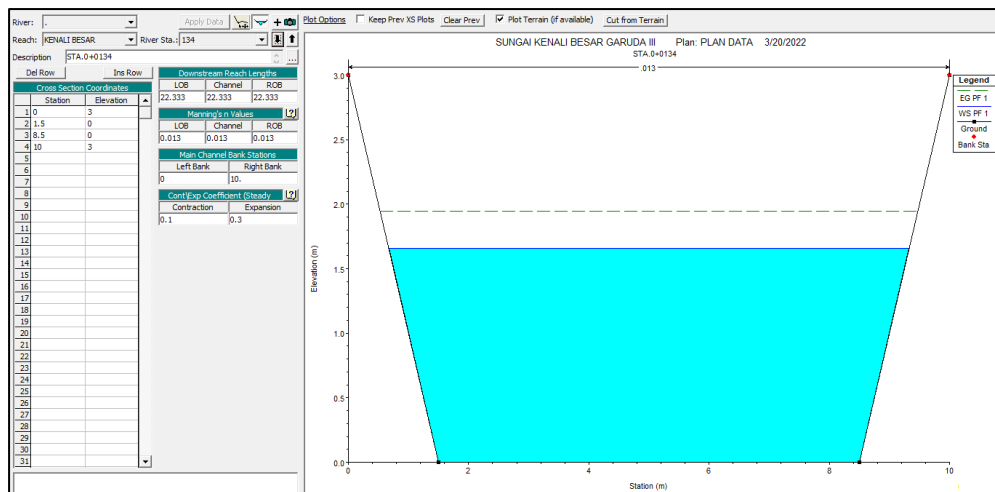 River: .
Apply Data
Reach: KENALI BESAR River Sta.: 134
Description STA.0+0134 ...
Del Row Ins Row
Cross Section Coordinates
Station Elevation
1 0 3
2 1.5 0
3 8.5 0
4 10 3
5
6
7
8
9
10
11
12
13
14
15
16
17
18
19
20
21
22
23
24
25
26
27
28
29
30
31
Downstream Reach Lengths
LOB Channel ROB
22.333 22.333 22.333
Manning's n Values ?
LOB Channel ROB
0.013 0.013 0.013
Main Channel Bank Stations
Left Bank Right Bank
0 10.
Cont\Exp Coefficient (Steady ?
Contraction Expansion
0.1 0.3
Plot Options Keep Prev XS Plots Clear Prev Plot Terrain (if available) Cut from Terrain
SUNGAI KENALI BESAR GARUDA III Plan: PLAN DATA 3/20/2022
STA.0+0134
.013
3.0
2.5
2.0
1.5
1.0
0.5
0.0
Elevation (m)
0 2 4 6 8 10
Station (m)
Legend
EG PF 1
WS PF 1
Ground
Bank Sta